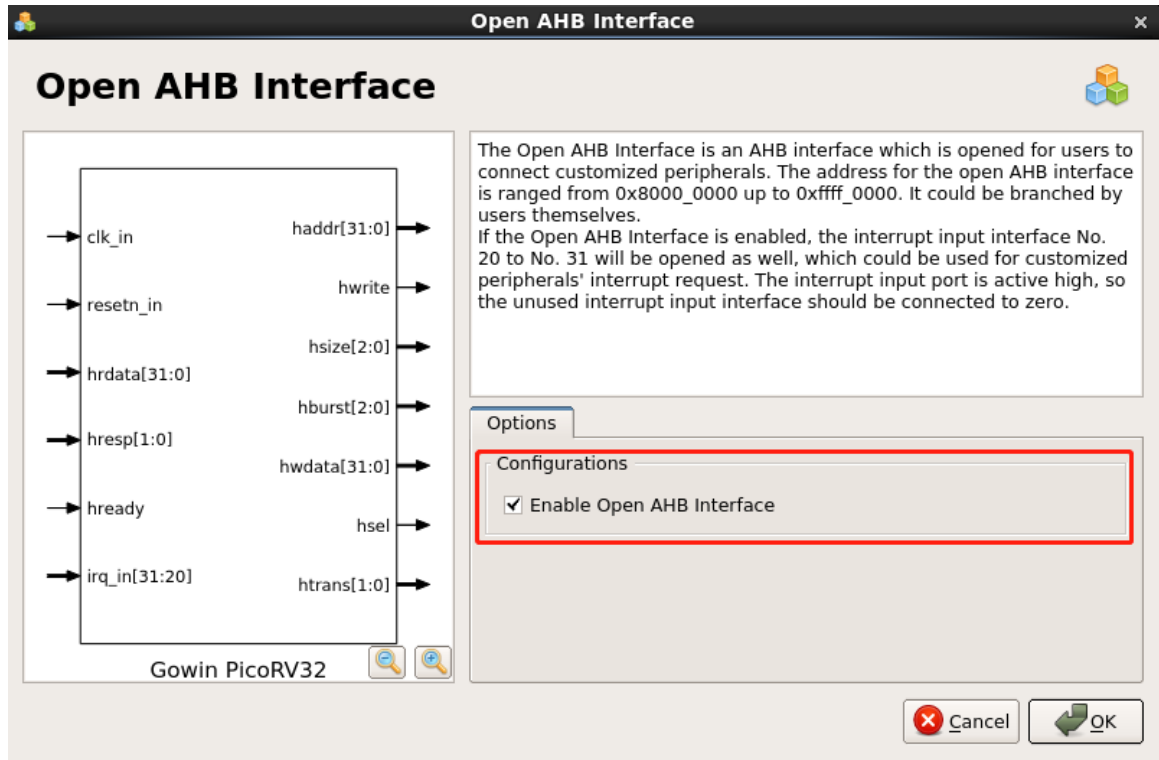 Open AHB Interface
Open AHB Interface
clk_in
resetn_in
hrdata[31:0]
hresp[1:0]
hready
irq_in[31:20]
haddr[31:0]
hwrite
hsize[2:0]
hburst[2:0]
hwdata[31:0]
hsel
htrans[1:0]
Gowin PicoRV32
The Open AHB Interface is an AHB interface which is opened for users to
connect customized peripherals. The address for the open AHB interface
is ranged from 0x8000_0000 up to 0xffff_0000. It could be branched by
users themselves.
If the Open AHB Interface is enabled, the interrupt input interface No.
20 to No. 31 will be opened as well, which could be used for customized
peripherals' interrupt request. The interrupt input port is active high, so
the unused interrupt input interface should be connected to zero.
Options
Configurations
Enable Open AHB Interface
Cancel
OK